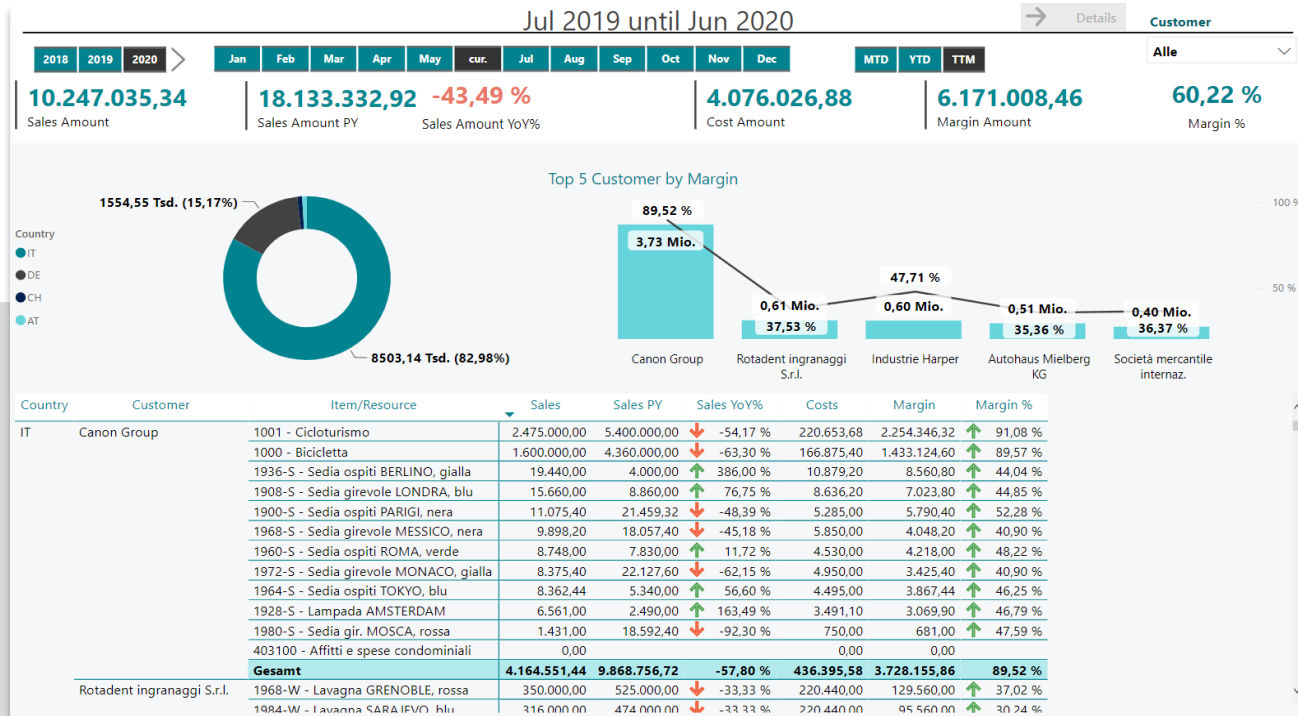 Jul 2019 until Jun 2020
Details
Customer
Alle
2018 2019 2020
Jan Feb Mar Apr May cur. Jul Aug Sep Oct Nov Dec
MTD YTD TTM
10.247.035,34
Sales Amount
18.133.332,92
Sales Amount PY
-43,49 %
Sales Amount YoY%
4.076.026,88
Cost Amount
6.171.008,46
Margin Amount
60,22 %
Margin %
Country
IT
DE
CH
AT
1554,55 Tsd. (15,17%)
8503,14 Tsd. (82,98%)
Top 5 Customer by Margin
100 %
50 %
89,52 %
3,73 Mio.
0,61 Mio.
37,53 %
47,71 %
0,60 Mio.
0,51 Mio.
35,36 %
0,40 Mio.
36,37 %
Canon Group
Rotadent ingranaggi
S.r.l.
Industrie Harper
Autohaus Mielberg
KG
Società mercantile
internaz.
Country Customer Item/Resource Sales Sales PY Sales YoY% Costs Margin Margin %
IT Canon Group 1001 - Cicloturismo 2.475.000,00 5.400.000,00 -54,17 % 220.653,68 2.254.346,32 91,08 %
1000 - Bicicletta 1.600.000,00 4.360.000,00 -63,30 % 166.875,40 1.433.124,60 89,57 %
1936-S - Sedia ospiti BERLINO, gialla 19.440,00 4.000,00 386,00 % 10.879,20 8.560,80 44,04 %
1908-S - Sedia girevole LONDRA, blu 15.660,00 8.860,00 76,75 % 8.636,20 7.023,80 44,85 %
1900-S - Sedia ospiti PARIGI, nera 11.075,40 21.459,32 -48,39 % 5.285,00 5.790,40 52,28 %
1968-S - Sedia girevole MESSICO, nera 9.898,20 18.057,40 -45,18 % 5.850,00 4.048,20 40,90 %
1960-S - Sedia ospiti ROMA, verde 8.748,00 7.830,00 11,72 % 4.530,00 4.218,00 48,22 %
1972-S - Sedia girevole MONACO, gialla 8.375,40 22.127,60 -62,15 % 4.950,00 3.425,40 40,90 %
1964-S - Sedia ospiti TOKYO, blu 8.362,44 5.340,00 56,60 % 4.495,00 3.867,44 46,25 %
1928-S - Lampada AMSTERDAM 6.561,00 2.490,00 163,49 % 3.491,10 3.069,90 46,79 %
1980-S - Sedia gir. MOSCA, rossa 1.431,00 18.592,40 -92,30 % 750,00 681,00 47,59 %
403100 - Affitti e spese condominiali 0,00 0,00 0,00
Gesamt 4.164.551,44 9.868.756,72 -57,80 % 436.395,58 3.728.155,86 89,52 %
Rotadent ingranaggi S.r.l. 1968-W - Lavagna GRENOBLE, rossa 350.000,00 525.000,00 -33,33 % 220.440,00 129.560,00 37,02 %
1984-W - Lavagna SARAJEVO, blu 316.000,00 474.000,00 -33,33 % 220.440,00 95.560,00 30,24 %